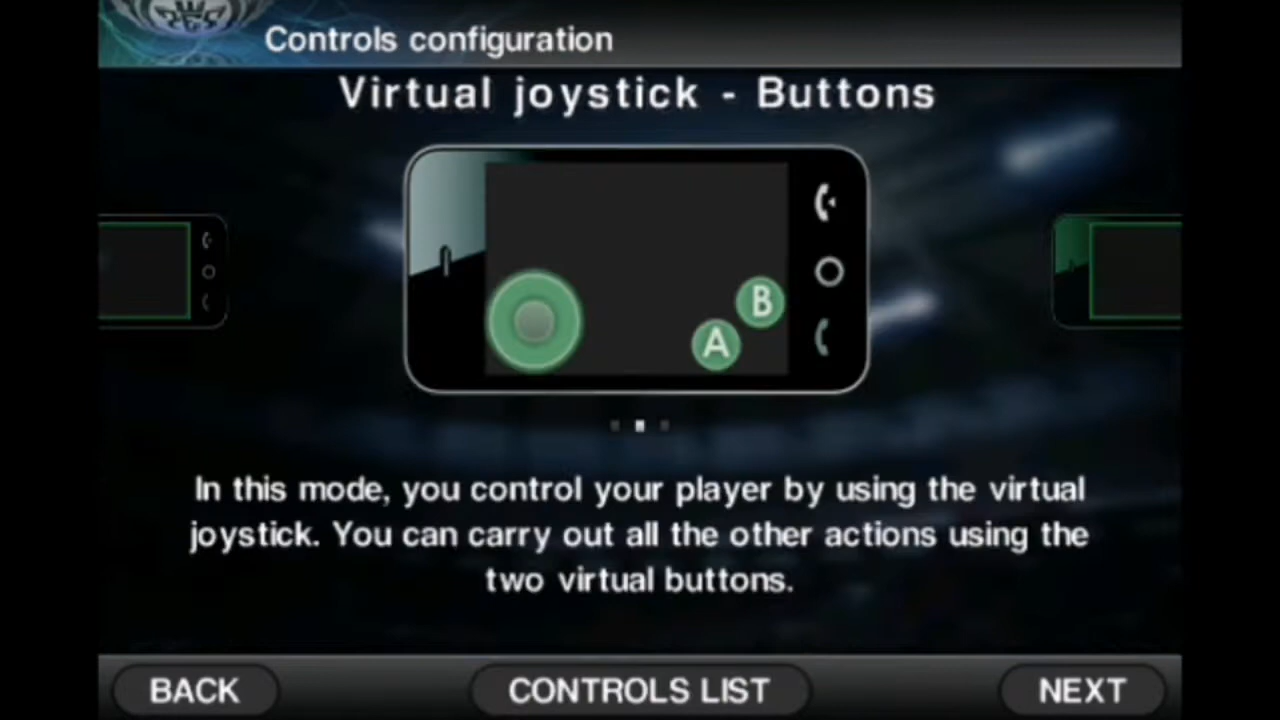 Controls configuration
Virtual joystick - Buttons
B
A
In this mode, you control your player by using the virtual
joystick. You can carry out all the other actions using the
two virtual buttons.
BACK
CONTROLS LIST
NEXT